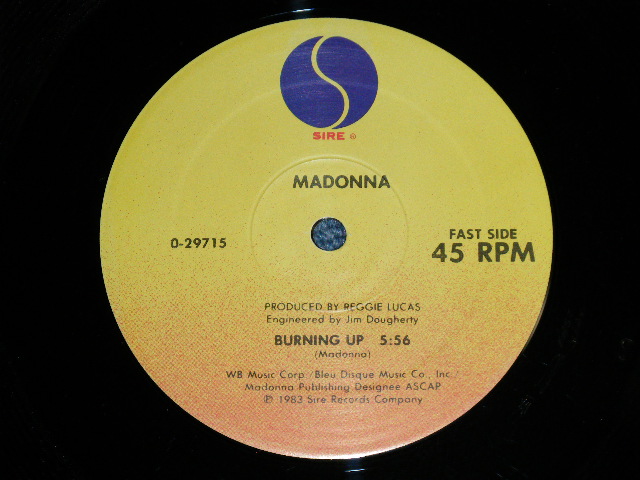 SIRE ®
MADONNA
0-29715
FAST SIDE
45 RPM
PRODUCED BY REGGIE LUCAS
Engineered by Jim Dougherty
BURNING UP 5:56
(Madonna)
WB Music Corp./Bleu Disque Music Co., Inc./
Madonna Publishing Designee ASCAP
℗ 1983 Sire Records Company